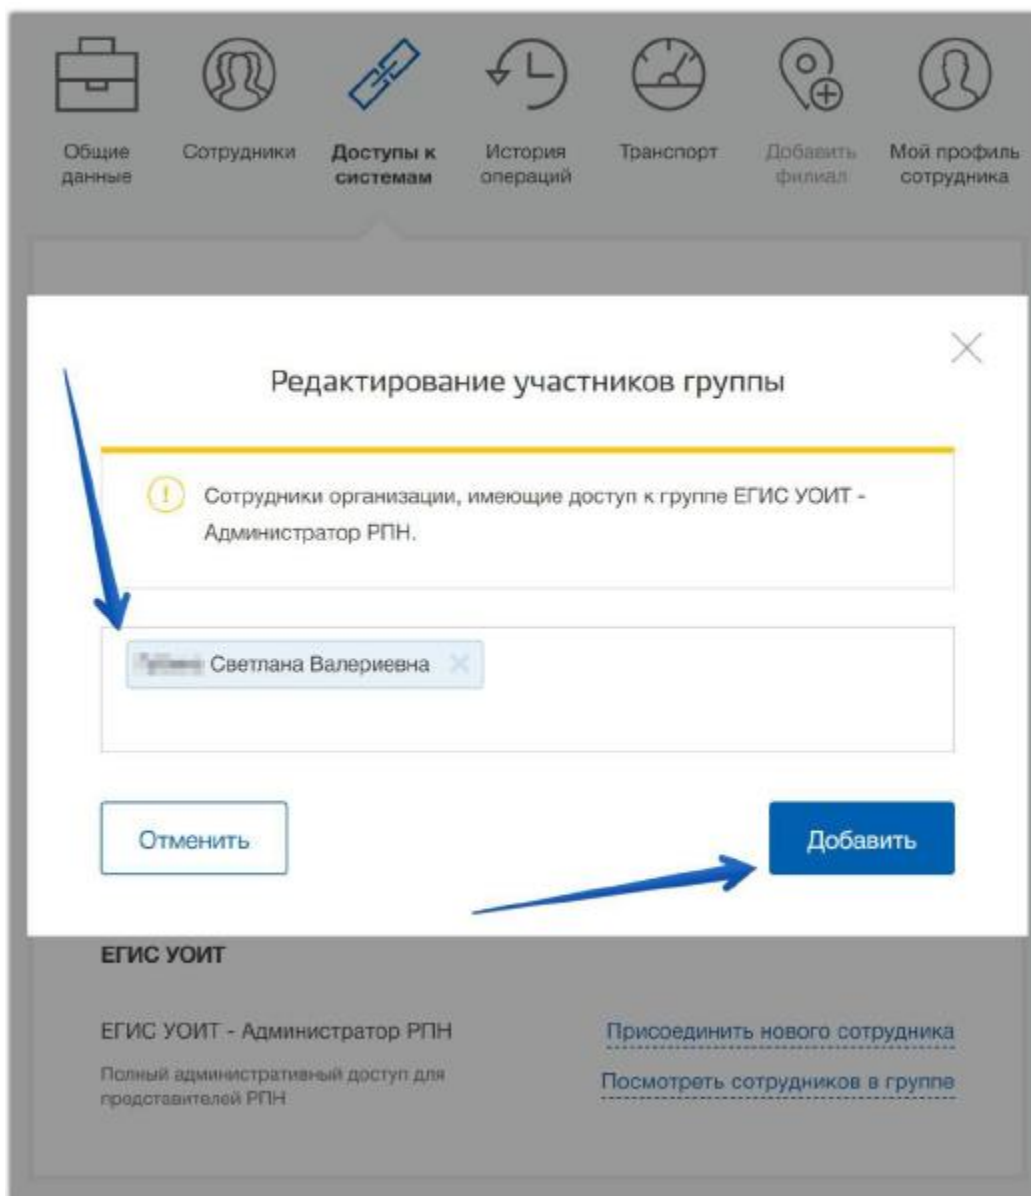 Общие данные
Сотрудники
Доступы к системам
История операций
Транспорт
Добавить филиал
Мой профиль сотрудника
Редактирование участников группы
Сотрудники организации, имеющие доступ к группе ЕГИС УОИТ -
Администратор РПН.
Светлана Валериевна
Отменить
Добавить
ЕГИС УОИТ
ЕГИС УОИТ - Администратор РПН
Присоединить нового сотрудника
Полный административный доступ для
представителей РПН
Посмотреть сотрудников в группе